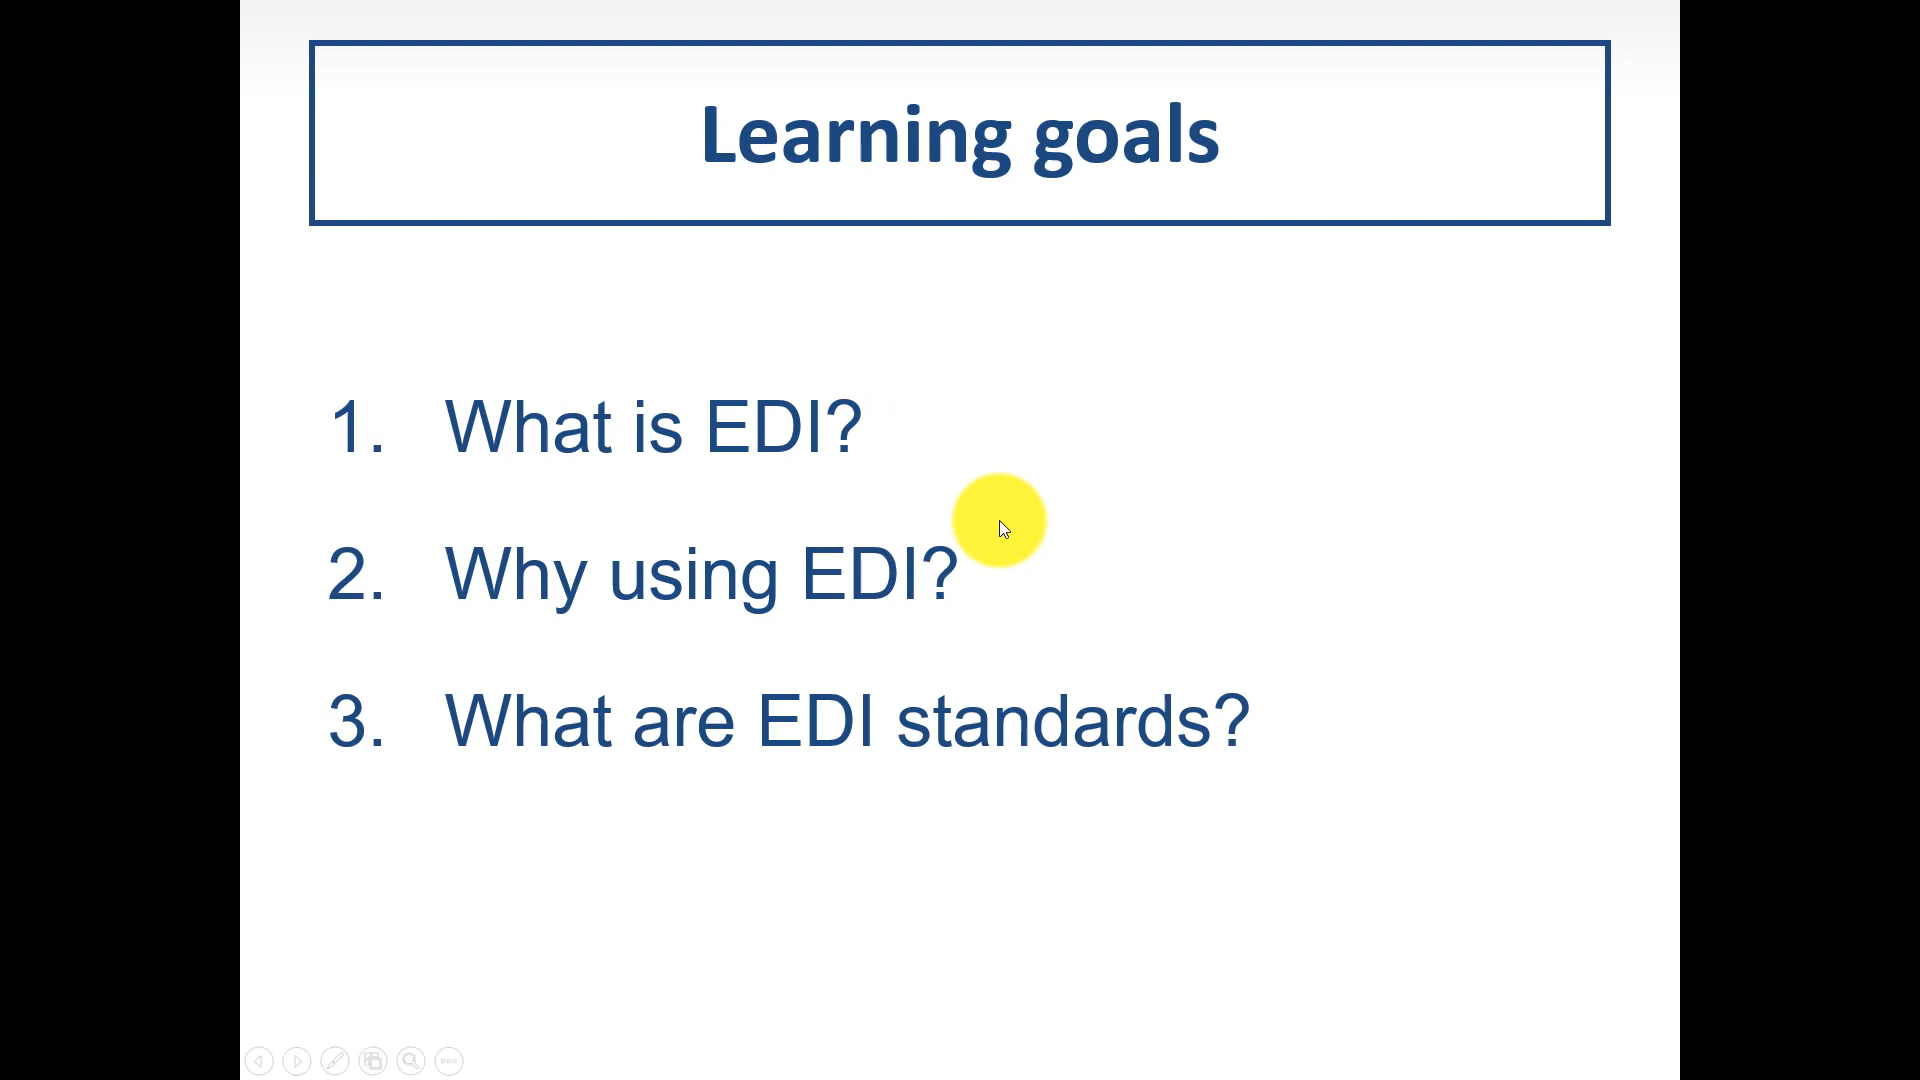 Learning goals
1. What is EDI?
2. Why using EDI?
3. What are EDI standards?